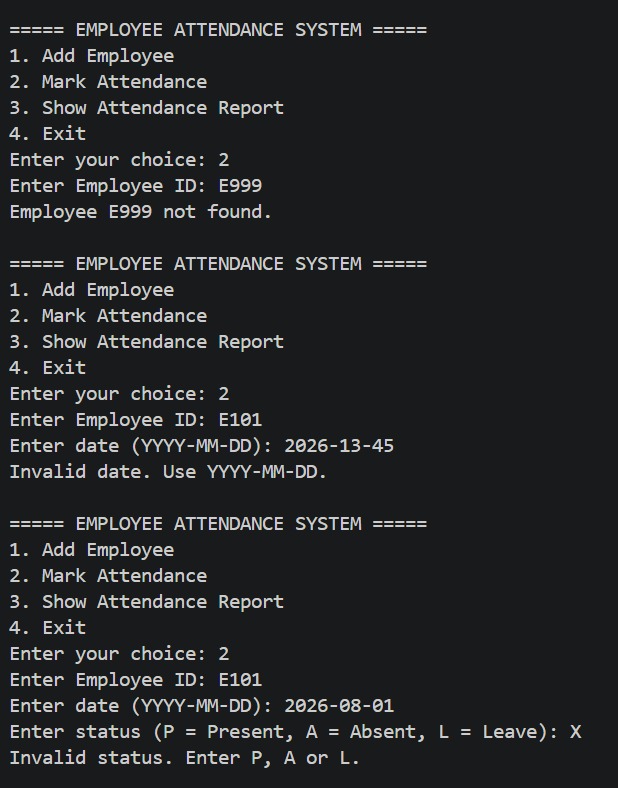 ===== EMPLOYEE ATTENDANCE SYSTEM =====
1. Add Employee
2. Mark Attendance
3. Show Attendance Report
4. Exit
Enter your choice: 2
Enter Employee ID: E999
Employee E999 not found.

===== EMPLOYEE ATTENDANCE SYSTEM =====
1. Add Employee
2. Mark Attendance
3. Show Attendance Report
4. Exit
Enter your choice: 2
Enter Employee ID: E101
Enter date (YYYY-MM-DD): 2026-13-45
Invalid date. Use YYYY-MM-DD.

===== EMPLOYEE ATTENDANCE SYSTEM =====
1. Add Employee
2. Mark Attendance
3. Show Attendance Report
4. Exit
Enter your choice: 2
Enter Employee ID: E101
Enter date (YYYY-MM-DD): 2026-08-01
Enter status (P = Present, A = Absent, L = Leave): X
Invalid status. Enter P, A or L.